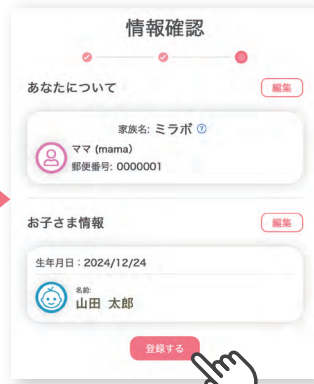 情報確認
あなたについて
編集
家族名: ミラボ ?
ママ (mama)
郵便番号: 0000001
お子さま情報
編集
生年月日：2024/12/24
名前:
山田 太郎
登録する